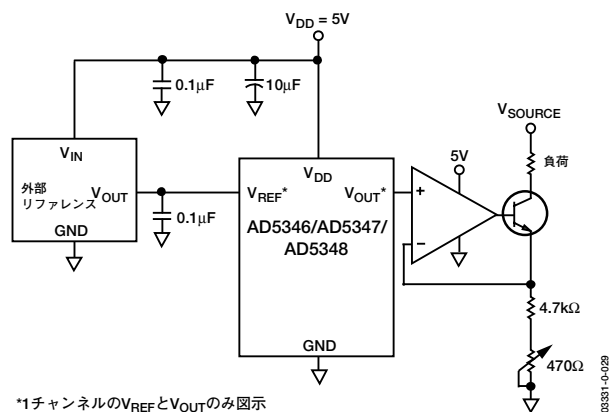 VDD = 5V
0.1µF
10µF
VSOURCE
負荷
VIN
外部
リファレンス
VOUT
GND
0.1µF
VDD
VREF*
VOUT*
AD5346/AD5347/
AD5348
GND
5V
+
–
4.7kΩ
470Ω
*1チャンネルのVREFとVOUTのみ図示
03331-0-029